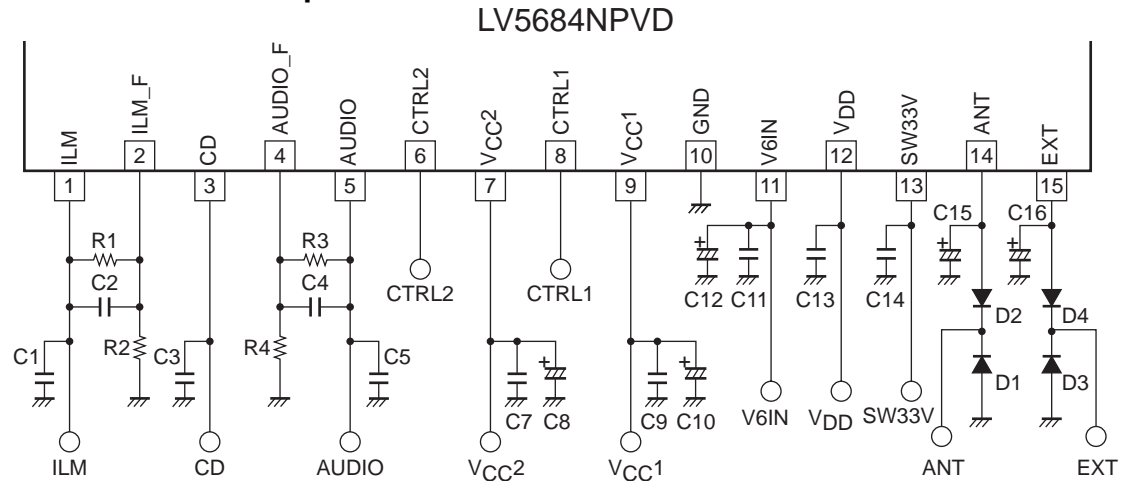 LV5684NPVD
ILM
ILM_F
CD
AUDIO_F
AUDIO
CTRL2
VCC2
CTRL1
VCC1
GND
V6IN
VDD
SW33V
ANT
EXT
1 2 3 4 5 6 7 8 9 10 11 12 13 14 15
R1 R3 C15 C16
+ + +
C2 C4 CTRL2 CTRL1 C12 C11 C13 C14
D2 D4
C1 R2 C3 R4 C5 + +
D1 D3
C7 C8 C9 C10 V6IN VDD SW33V
ILM CD AUDIO VCC2 VCC1 ANT EXT